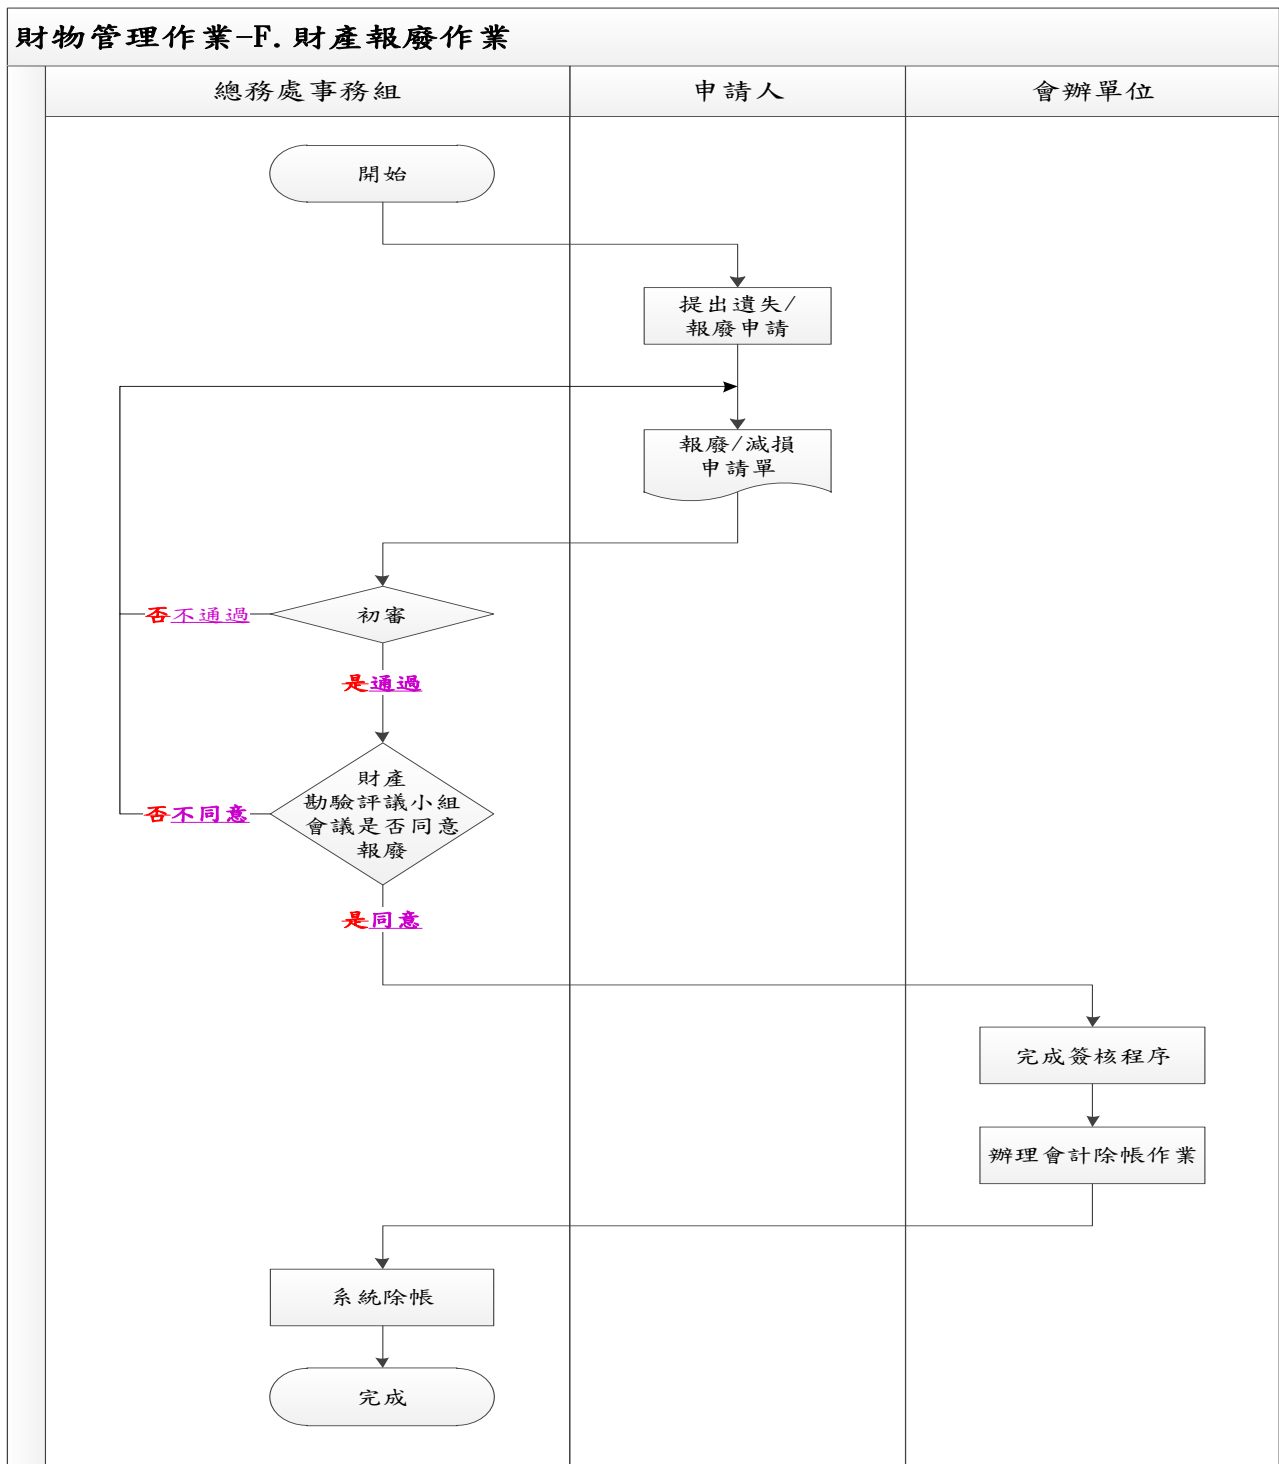 財物管理作業-F.財產報廢作業
總務處事務組
申請人
會辦單位
開始
提出遺失/
報廢申請
報廢/減損
申請單
初審
否不通過
是通過
財產
勘驗評議小組
會議是否同意
報廢
否不同意
是同意
完成簽核程序
辦理會計除帳作業
系統除帳
完成